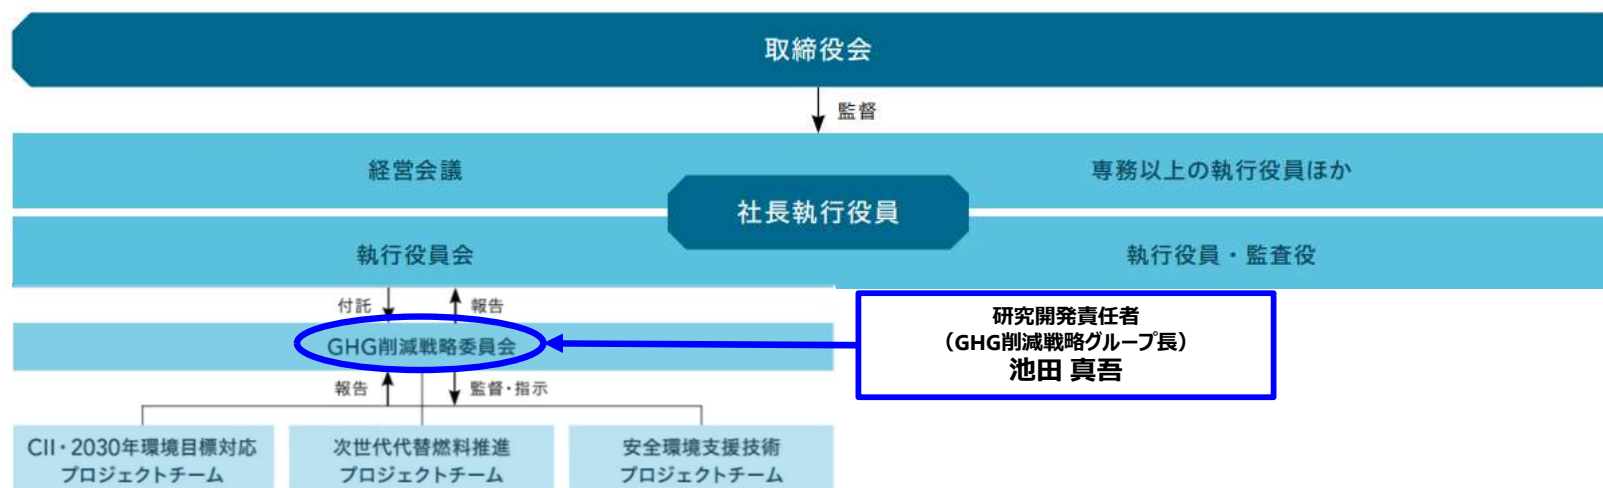 取締役会
監督
経営会議
専務以上の執行役員ほか
社長執行役員
執行役員会
執行役員・監査役
付託
報告
GHG削減戦略委員会
研究開発責任者
（GHG削減戦略グループ長）
池田 真吾
報告
監督・指示
CII・2030年環境目標対応
プロジェクトチーム
次世代代替燃料推進
プロジェクトチーム
安全環境支援技術
プロジェクトチーム